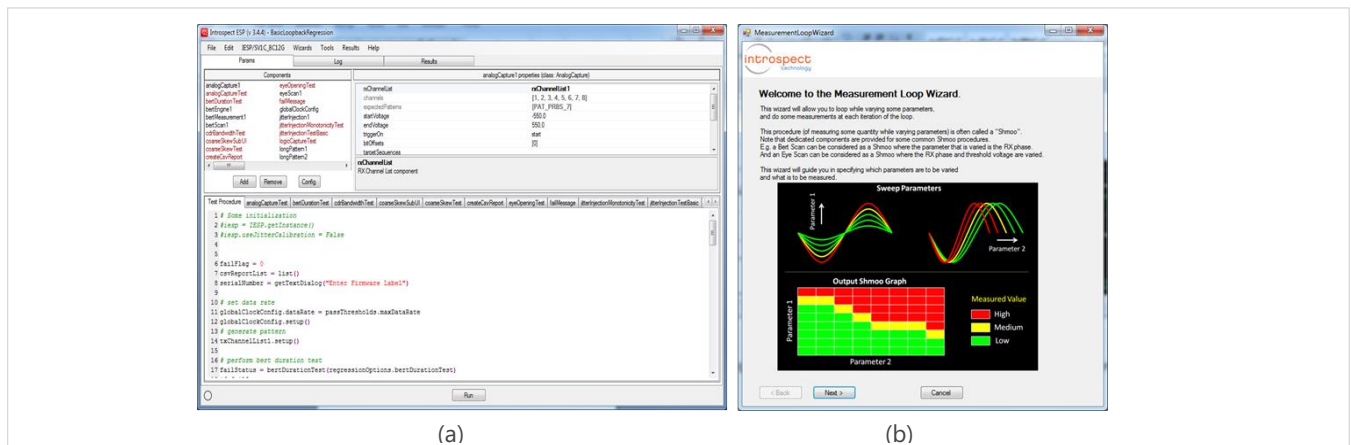 Introspect ESP (v 3.4.4) - BasicLoopbackRegression
File Edit IESP/SV1C_8C12G Wizards Tools Results Help
Params Log Results
Components
analogCapture1 properties (class: AnalogCapture)
analogCapture1 eyeOpeningTest
analogCaptureTest eyeScan1
bertDurationTest failMessage
bertEngine1 globalClockConfig
bertMeasurement1 jitterInjection1
bertScan1 jitterInjectionMonotonicityTest
cdrBandwidthTest jitterInjectionTestBasic
coarseSkewSubUI logicCaptureTest
coarseSkewTest longPattern1
createCsvReport longPattern2
rxChannelList rxChannelList1
channels [1, 2, 3, 4, 5, 6, 7, 8]
expectedPatterns [PAT_PRBS_7]
startVoltage -550.0
endVoltage 550.0
triggerOn start
bitOffsets [0]
targetSequences
rxChannelList
RX Channel List component
Add Remove Config
Test Procedure analogCaptureTest bertDurationTest cdrBandwidthTest coarseSkewSubUI coarseSkewTest createCsvReport eyeOpeningTest failMessage jitterInjectionMonotonicityTest jitterInjectionTestBasic
1 # Some initialization
2 #iesp = IESP.getInstance()
3 #iesp.useJitterCalibration = False
4
5
6 failFlag = 0
7 csvReportList = list()
8 serialNumber = getTextDialog("Enter Firmware Label")
9
10 # set data rate
11 globalClockConfig.dataRate = passThresholds.maxDataRate
12 globalClockConfig.setup()
13 # generate pattern
14 txChannelList1.setup()
15
16 # perform bert duration test
17 failStatus = bertDurationTest(regressionOptions.bertDurationTest)
Run
(a)
MeasurementLoopWizard
introspect
technology
Welcome to the Measurement Loop Wizard.
This wizard will allow you to loop while varying some parameters.
and do some measurements at each iteration of the loop.
This procedure (of measuring some quantity while varying parameters) is often called a "Shmoo".
Note that dedicated components are provided for some common Shmoo procedures.
E.g. a Bert Scan can be considered as a Shmoo where the parameter that is varied is the RX phase.
And an Eye Scan can be considered as a Shmoo where the RX phase and threshold voltage are varied.
This wizard will guide you in specifying which parameters are to be varied
and what is to be measured.
Sweep Parameters
Parameter 1
Parameter 2
Output Shmoo Graph
Parameter 1
Measured Value
High
Medium
Low
Parameter 2
< Back Next > Cancel
(b)